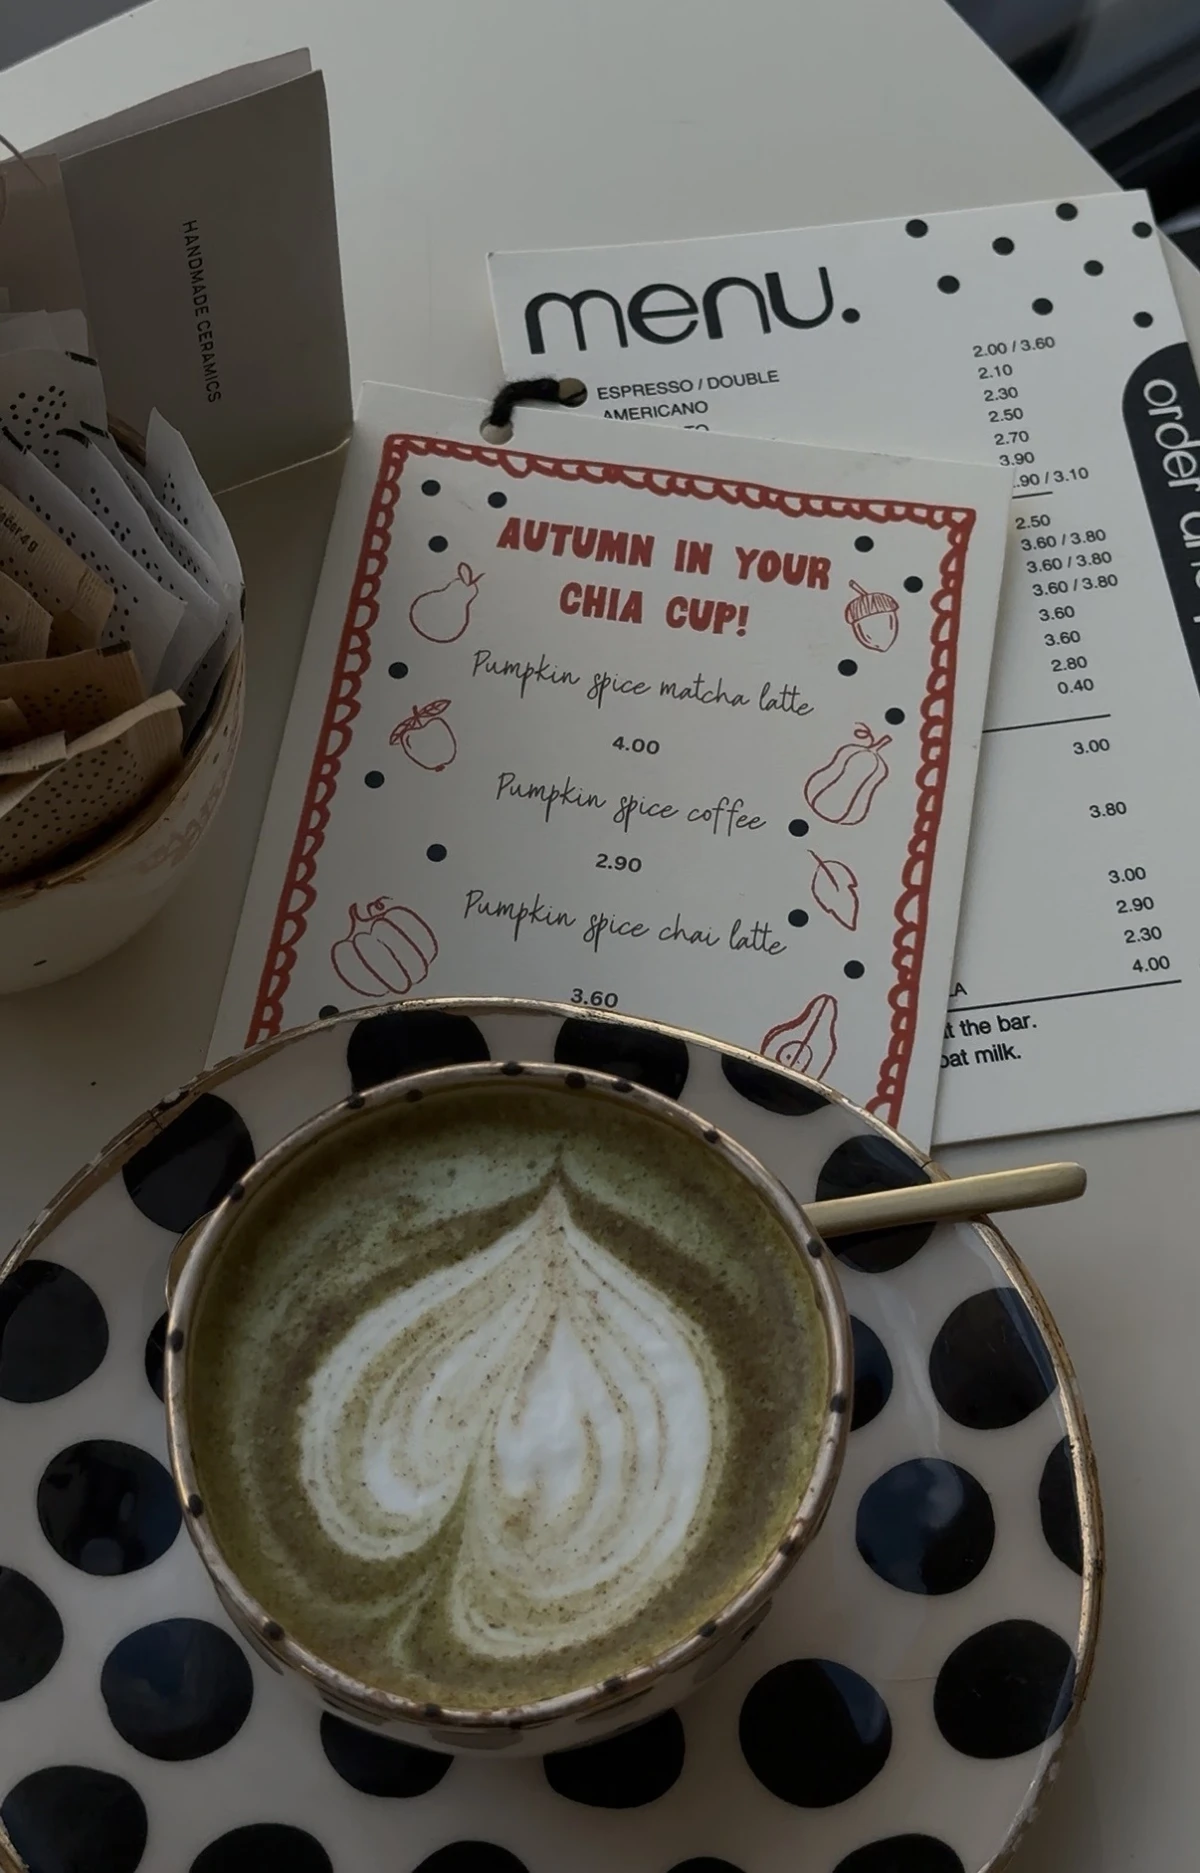 HANDMADE CERAMICS
menu.
ESPRESSO / DOUBLE
AMERICANO
2.00 / 3.60
2.10
2.30
2.50
2.70
3.90
.90 / 3.10
2.50
3.60 / 3.80
3.60 / 3.80
3.60 / 3.80
3.60
3.60
2.80
0.40
3.00
3.80
3.00
2.90
2.30
4.00
the bar.
milk.
order
AUTUMN IN YOUR
CHIA CUP!
Pumpkin spice matcha latte
4.00
Pumpkin spice coffee
2.90
Pumpkin spice chai latte
3.60